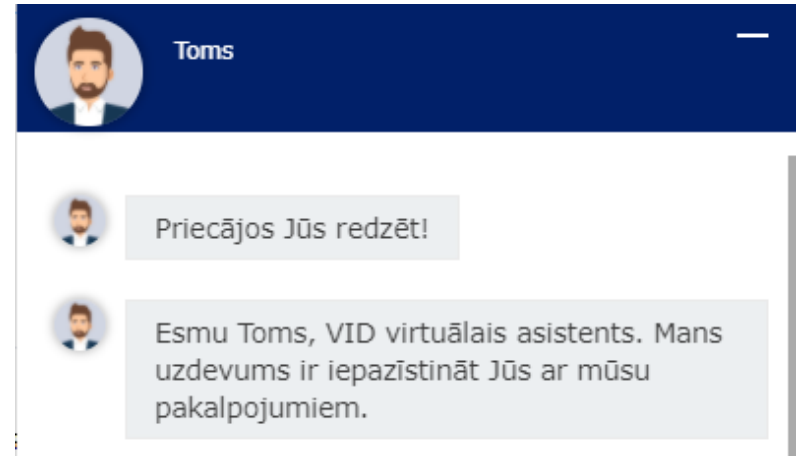 Toms
Priecājos Jūs redzēt!
Esmu Toms, VID virtuālais asistents. Mans
uzdevums ir iepazīstināt Jūs ar mūsu
pakalpojumiem.